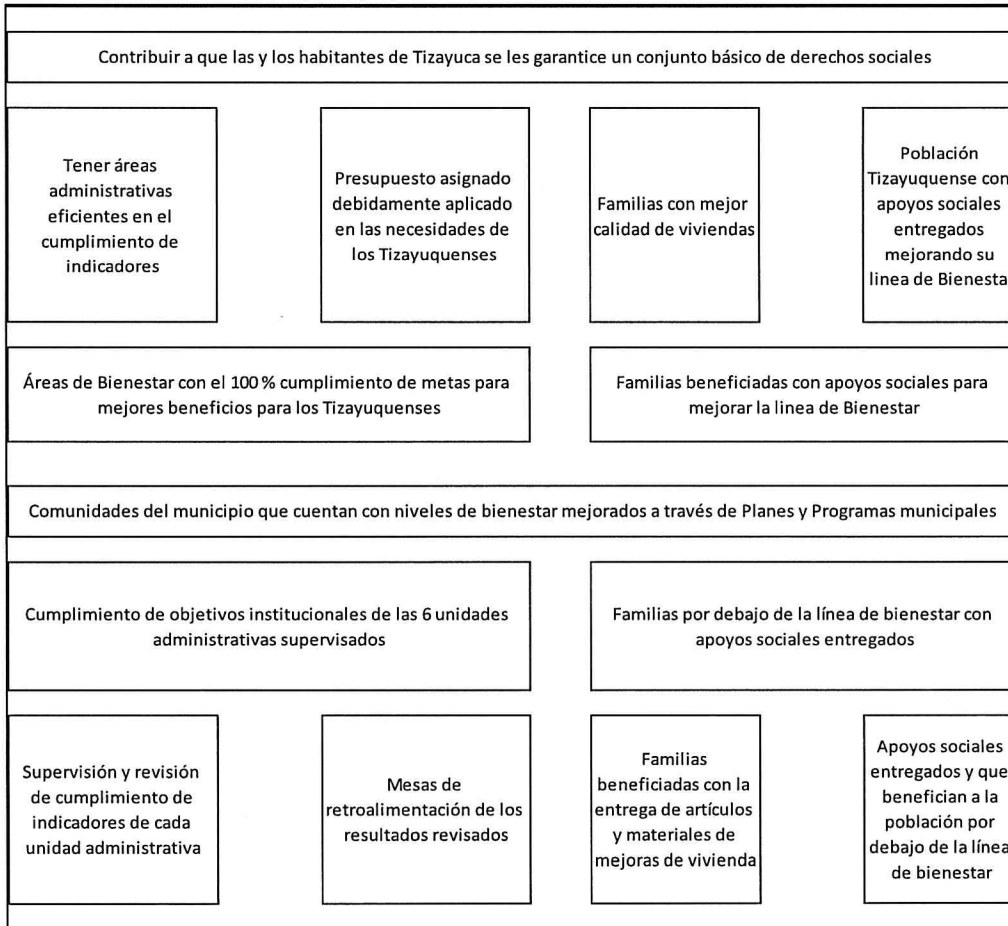 Contribuir a que las y los habitantes de Tizayuca se les garantice un conjunto básico de derechos sociales
Tener áreas
administrativas
eficientes en el
cumplimiento de
indicadores
Presupuesto asignado
debidamente aplicado
en las necesidades de
los Tizayuquenses
Familias con mejor
calidad de viviendas
Población
Tizayuquense con
apoyos sociales
entregados
mejorando su
linea de Bienesta
Áreas de Bienestar con el 100 % cumplimiento de metas para
mejores beneficios para los Tizayuquenses
Familias beneficiadas con apoyos sociales para
mejorar la linea de Bienestar
Comunidades del municipio que cuentan con niveles de bienestar mejorados a través de Planes y Programas municipales
Cumplimiento de objetivos institucionales de las 6 unidades
administrativas supervisados
Familias por debajo de la línea de bienestar con
apoyos sociales entregados
Supervisión y revisión
de cumplimiento de
indicadores de cada
unidad administrativa
Mesas de
retroalimentación de los
resultados revisados
Familias
beneficiadas con la
entrega de artículos
y materiales de
mejoras de vivienda
Apoyos sociales
entregados y que
benefician a la
población por
debajo de la línea
de bienestar